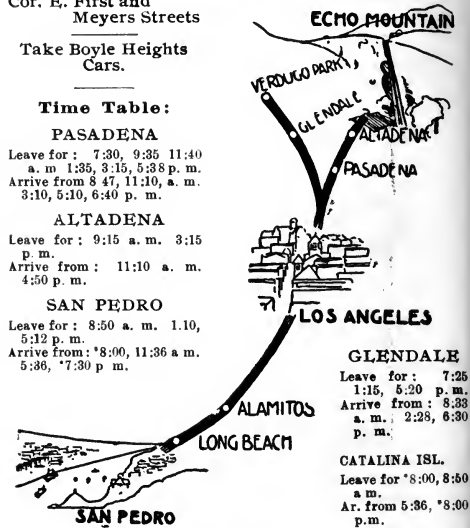 Cor. E. First and
Meyers Streets
Take Boyle Heights
Cars.
Time Table:
PASADENA
Leave for: 7:30, 9:35 11:40
a. m 1:35, 3:15, 5:38 p. m.
Arrive from 8 47, 11:10, a. m.
3:10, 5:10, 6:40 p. m.
ALTADENA
Leave for: 9:15 a. m. 3:15
p. m.
Arrive from: 11:10 a. m.
4:50 p. m.
SAN PEDRO
Leave for: 8:50 a. m. 1.10,
5:12 p. m.
Arrive from: *8:00, 11:36 a m.
5:36, *7:30 p m.
ECHO MOUNTAIN
VERDUGO PARK
GLENDALE
ALTADENA
PASADENA
LOS ANGELES
ALAMITOS
LONG BEACH
SAN PEDRO
GLENDALE
Leave for: 7:25
1:15, 5:20 p. m.
Arrive from: 8:33
a. m. 2:28, 6:30
p. m.
CATALINA ISL.
Leave for *8:00, 8:50
a m.
Ar. from 5:36, *8:00
p.m.